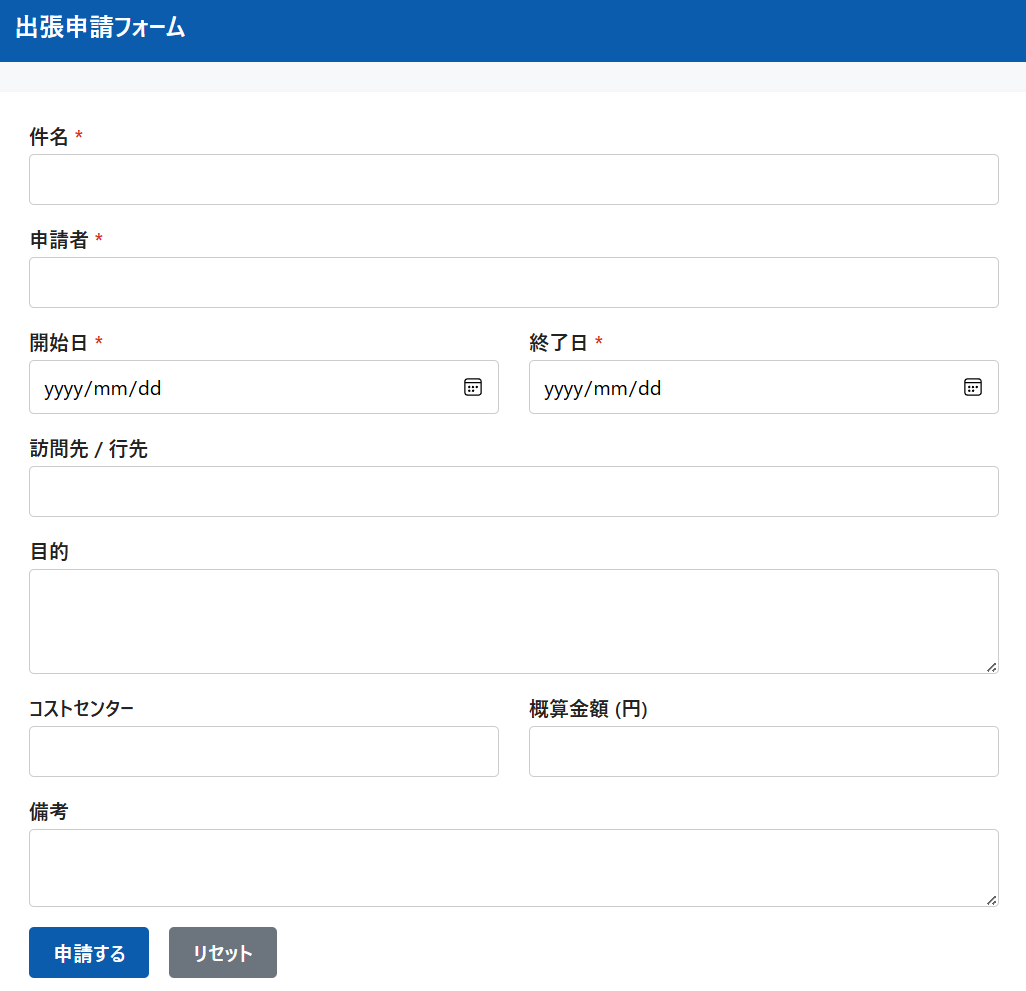 出張申請フォーム
件名 *
申請者 *
開始日 * 終了日 *
yyyy/mm/dd yyyy/mm/dd
訪問先 / 行先
目的
コストセンター 概算金額 (円)
備考
申請する リセット